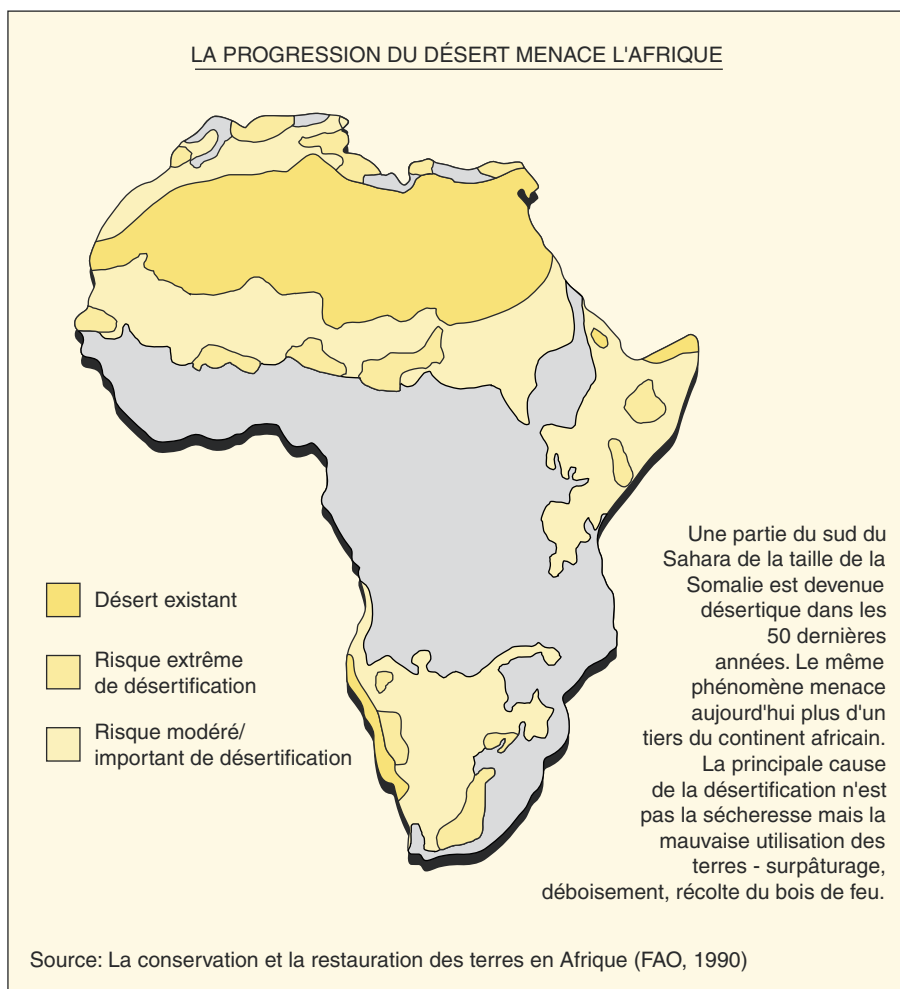 LA PROGRESSION DU DÉSERT MENACE L'AFRIQUE
Désert existant
Risque extrême
de désertification
Risque modéré/
important de désertification
Une partie du sud du
Sahara de la taille de la
Somalie est devenue
désertique dans les
50 dernières
années. Le même
phénomène menace
aujourd'hui plus d'un
tiers du continent africain.
La principale cause
de la désertification n'est
pas la sécheresse mais la
mauvaise utilisation des
terres - surpâturage,
déboisement, récolte du bois de feu.
Source: La conservation et la restauration des terres en Afrique (FAO, 1990)